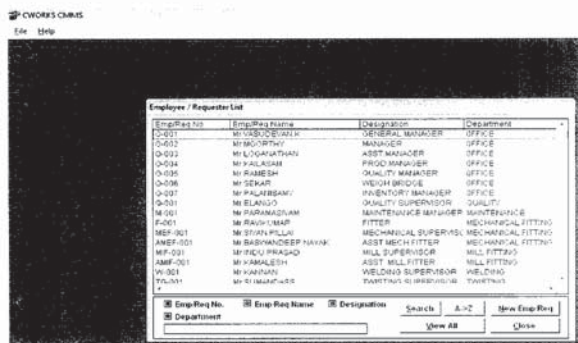 CWORKS CMMS
File Help
Employee / Requester List
Emp/Req No Emp/Req Name Designation Department
O-001 Mr VASUDEVAN.K GENERAL MANAGER OFFICE
O-002 Mr MOORTHY MANAGER OFFICE
O-003 Mr LOGANATHAN ASST MANAGER OFFICE
O-004 Mr KAILASAM PROD MANAGER OFFICE
O-005 Mr RAMESH QUALITY MANAGER OFFICE
O-006 Mr SEKAR WEIGH BRIDGE OFFICE
O-007 Mr PALANISAMY INVENTORY MANAGER OFFICE
Q-001 Mr ELANGO QUALITY SUPERVISOR QUALITY
M-001 Mr PARAMASIVAM MAINTENANCE MANAGER MAINTENANCE
F-001 Mr RAVIKUMAR FITTER MECHANICAL FITTING
MEF-001 Mr SIVAN PILLAI MECHANICAL SUPERVISC MECHANICAL FITTING
AMEF-001 Mr BASWANDEEP NAYAK ASST MECH FITTER MECHANICAL FITTING
MIF-001 Mr INDU PRASAD MILL SUPERVISOR MILL FITTING
AMIF-001 Mr KAMALESH ASST MILL FITTER MILL FITTING
W-001 Mr KANNAN WELDING SUPERVISOR WELDING
Mr SUMANDASS TWISTING SUPERVISOR TWISTING
Emp/Req No. Emp/Req Name Designation Search A->Z New Emp/Req
Department
View All Close